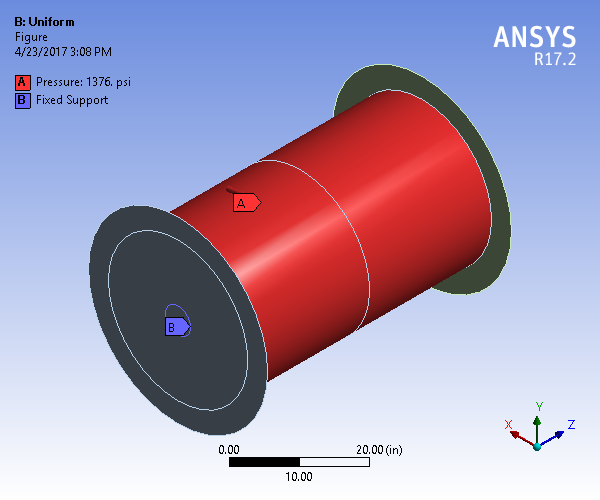 B: Uniform
Figure
4/23/2017 3:08 PM
A Pressure: 1376. psi
B Fixed Support
ANSYS
R17.2
A
B
Y
X
Z
0.00 20.00 (in)
10.00